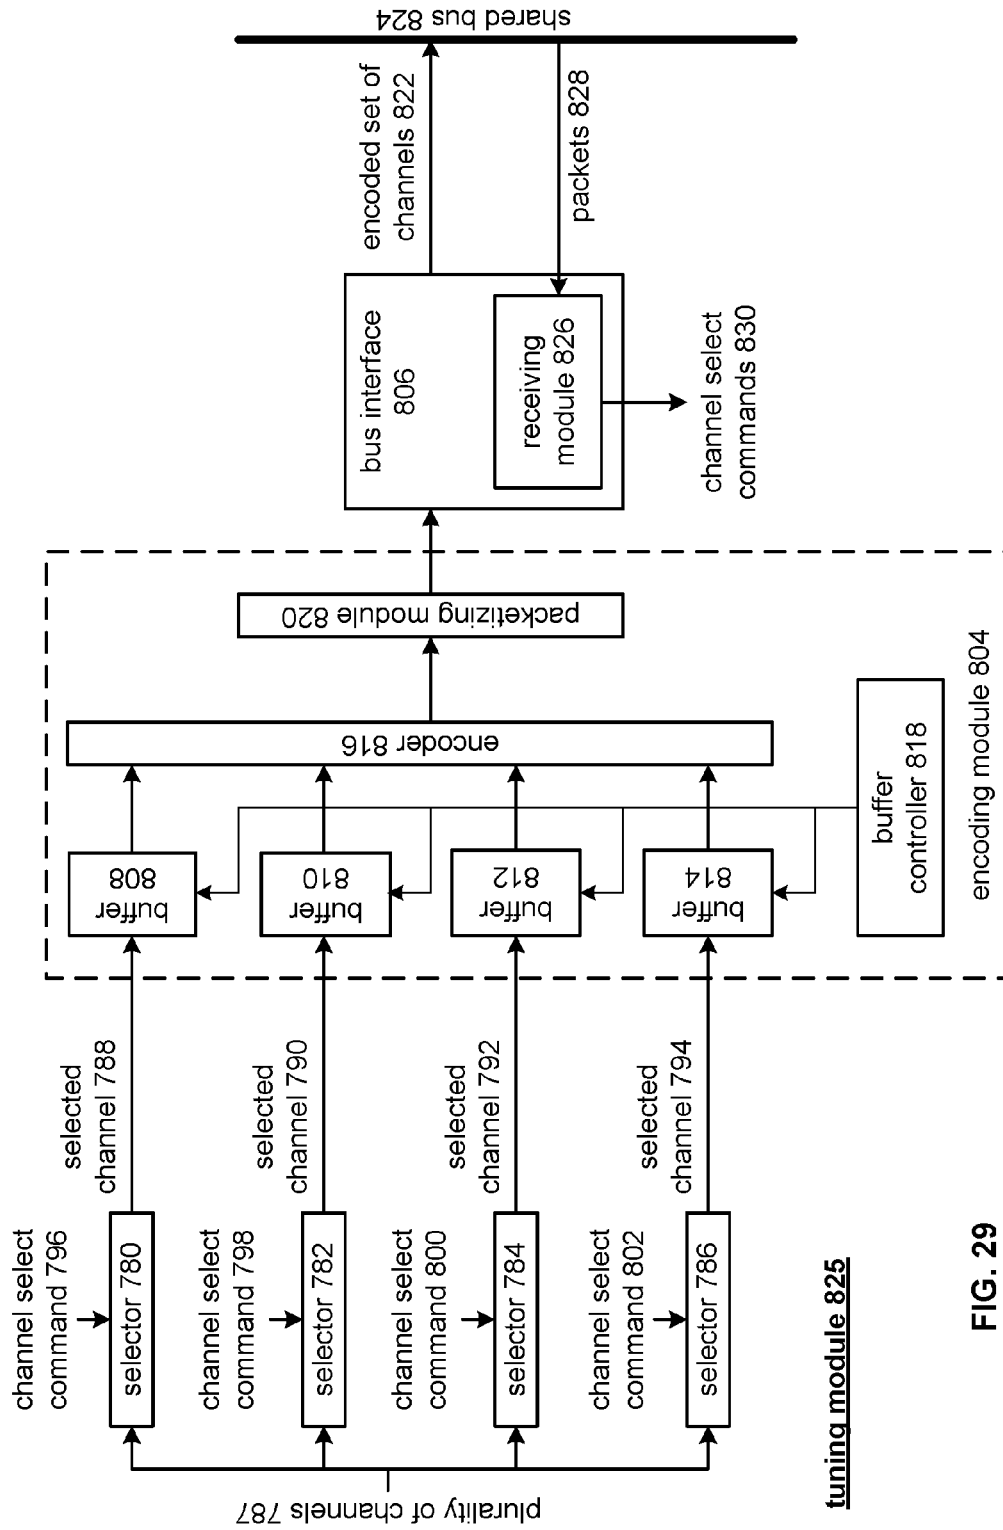 plurality of channels 787
channel select
command 796
selector 780
selected
channel 788
channel select
command 798
selector 782
selected
channel 790
channel select
command 800
selector 784
selected
channel 792
channel select
command 802
selector 786
selected
channel 794
buffer
808
buffer
810
buffer
812
buffer
814
encoder 816
buffer
controller 818
packetizing module 820
encoding module 804
bus interface
806
receiving
module 826
channel select
commands 830
encoded set of
channels 822
packets 828
shared bus 824
tuning module 825
FIG. 29